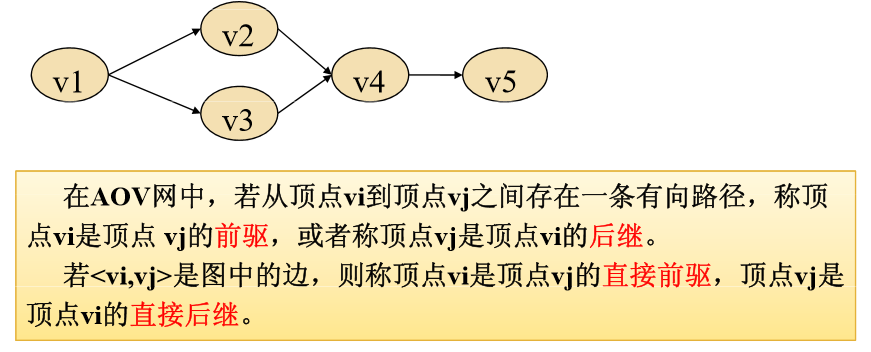 v1
v2
v3
v4
v5
在AOV网中，若从顶点vi到顶点vj之间存在一条有向路径，称顶
点vi是顶点 vj的前驱，或者称顶点vj是顶点vi的后继。
若<vi,vj>是图中的边，则称顶点vi是顶点vj的直接前驱，顶点vj是
顶点vi的直接后继。